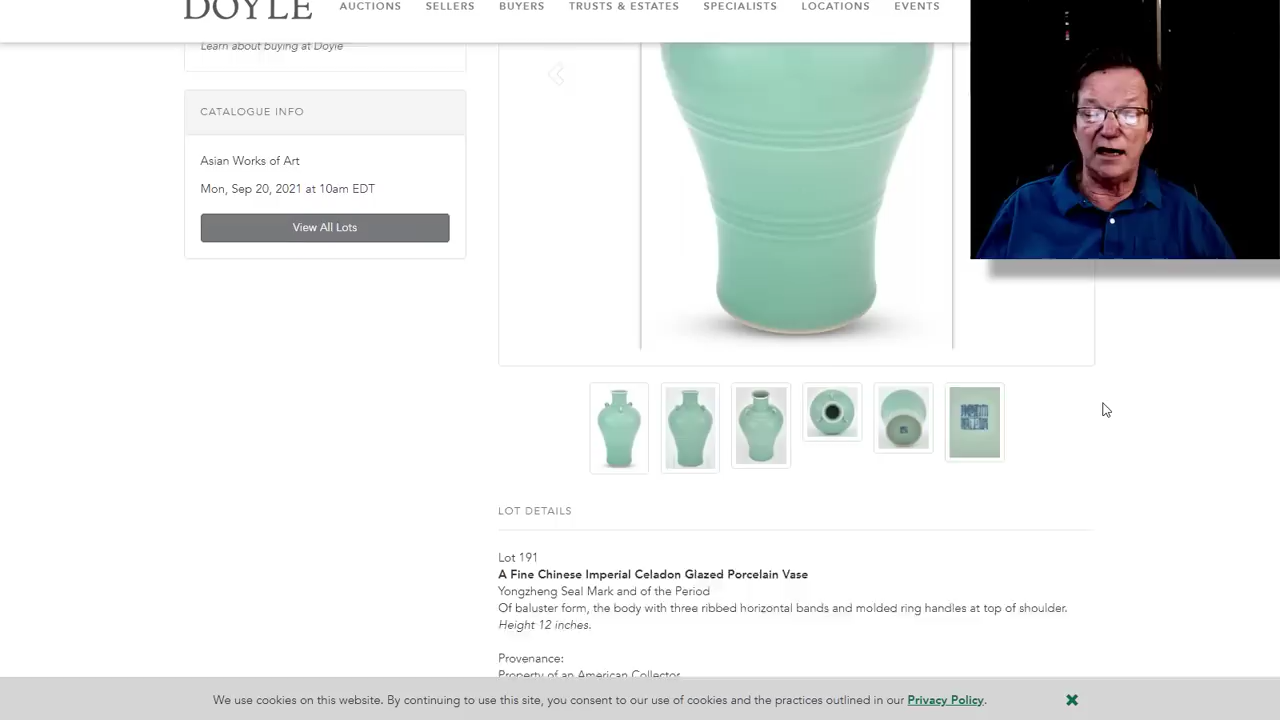 DOYLE
AUCTIONS SELLERS BUYERS TRUSTS & ESTATES SPECIALISTS LOCATIONS EVENTS
Learn about buying at Doyle
CATALOGUE INFO
Asian Works of Art
Mon, Sep 20, 2021 at 10am EDT
View All Lots
LOT DETAILS
Lot 191
A Fine Chinese Imperial Celadon Glazed Porcelain Vase
Yongzheng Seal Mark and of the Period
Of baluster form, the body with three ribbed horizontal bands and molded ring handles at top of shoulder.
Height 12 inches.
Provenance:
Property of an American Collector
We use cookies on this website. By continuing to use this site, you consent to our use of cookies and the practices outlined in our Privacy Policy.